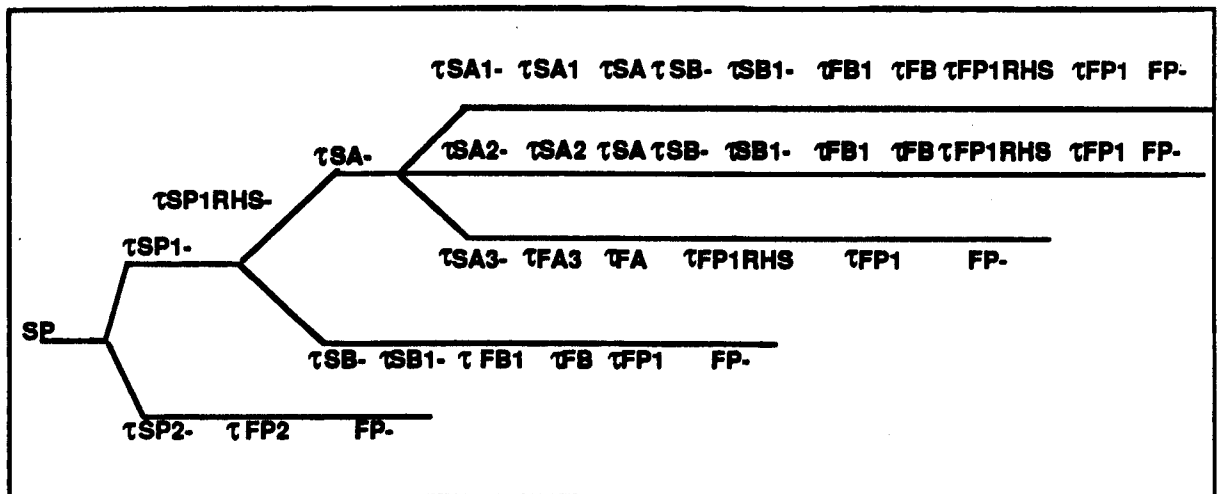 τSA1- τSA1 τSA τSB- τSB1- τFB1 τFB τFP1RHS τFP1 FP-
τSA- τSA2- τSA2 τSA τSB- τSB1- τFB1 τFB τFP1RHS τFP1 FP-
τSP1RHS-
τSP1- τSA3- τFA3 τFA τFP1RHS τFP1 FP-
SP
τSB- τSB1- τ FB1 τFB τFP1 FP-
τSP2- τ FP2 FP-